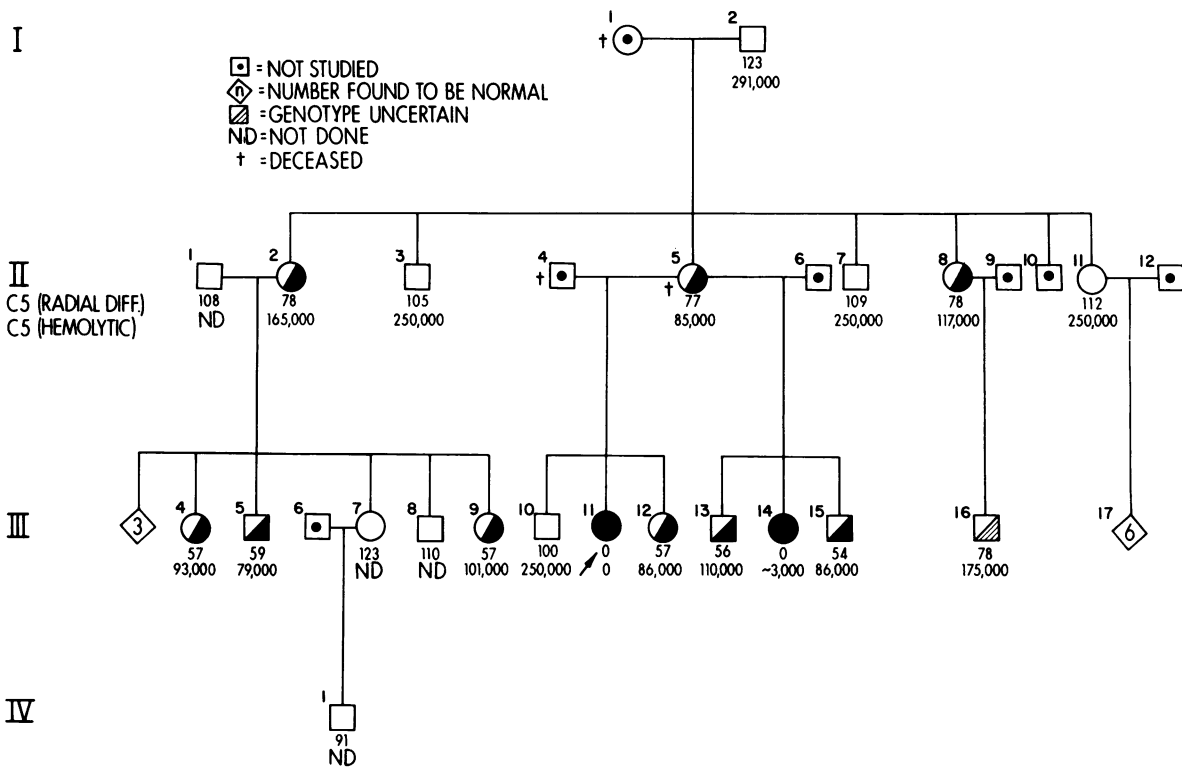 I
1
2
†
123
291,000
⊡ = NOT STUDIED
n = NUMBER FOUND TO BE NORMAL
= GENOTYPE UNCERTAIN
ND = NOT DONE
† = DECEASED
II
C5 (RADIAL DIFF.)
C5 (HEMOLYTIC)
1 2 3 4 5 6 7 8 9 10 11 12
† †
108 78 105 77 109 78 112
ND 165,000 250,000 85,000 250,000 117,000 250,000
III
3 4 5 6 7 8 9 10 11 12 13 14 15 16 17 6
57 59 123 110 57 100 0 57 56 0 54 78
93,000 79,000 ND ND 101,000 250,000 0 86,000 110,000 ~3,000 86,000 175,000
IV
1
91
ND